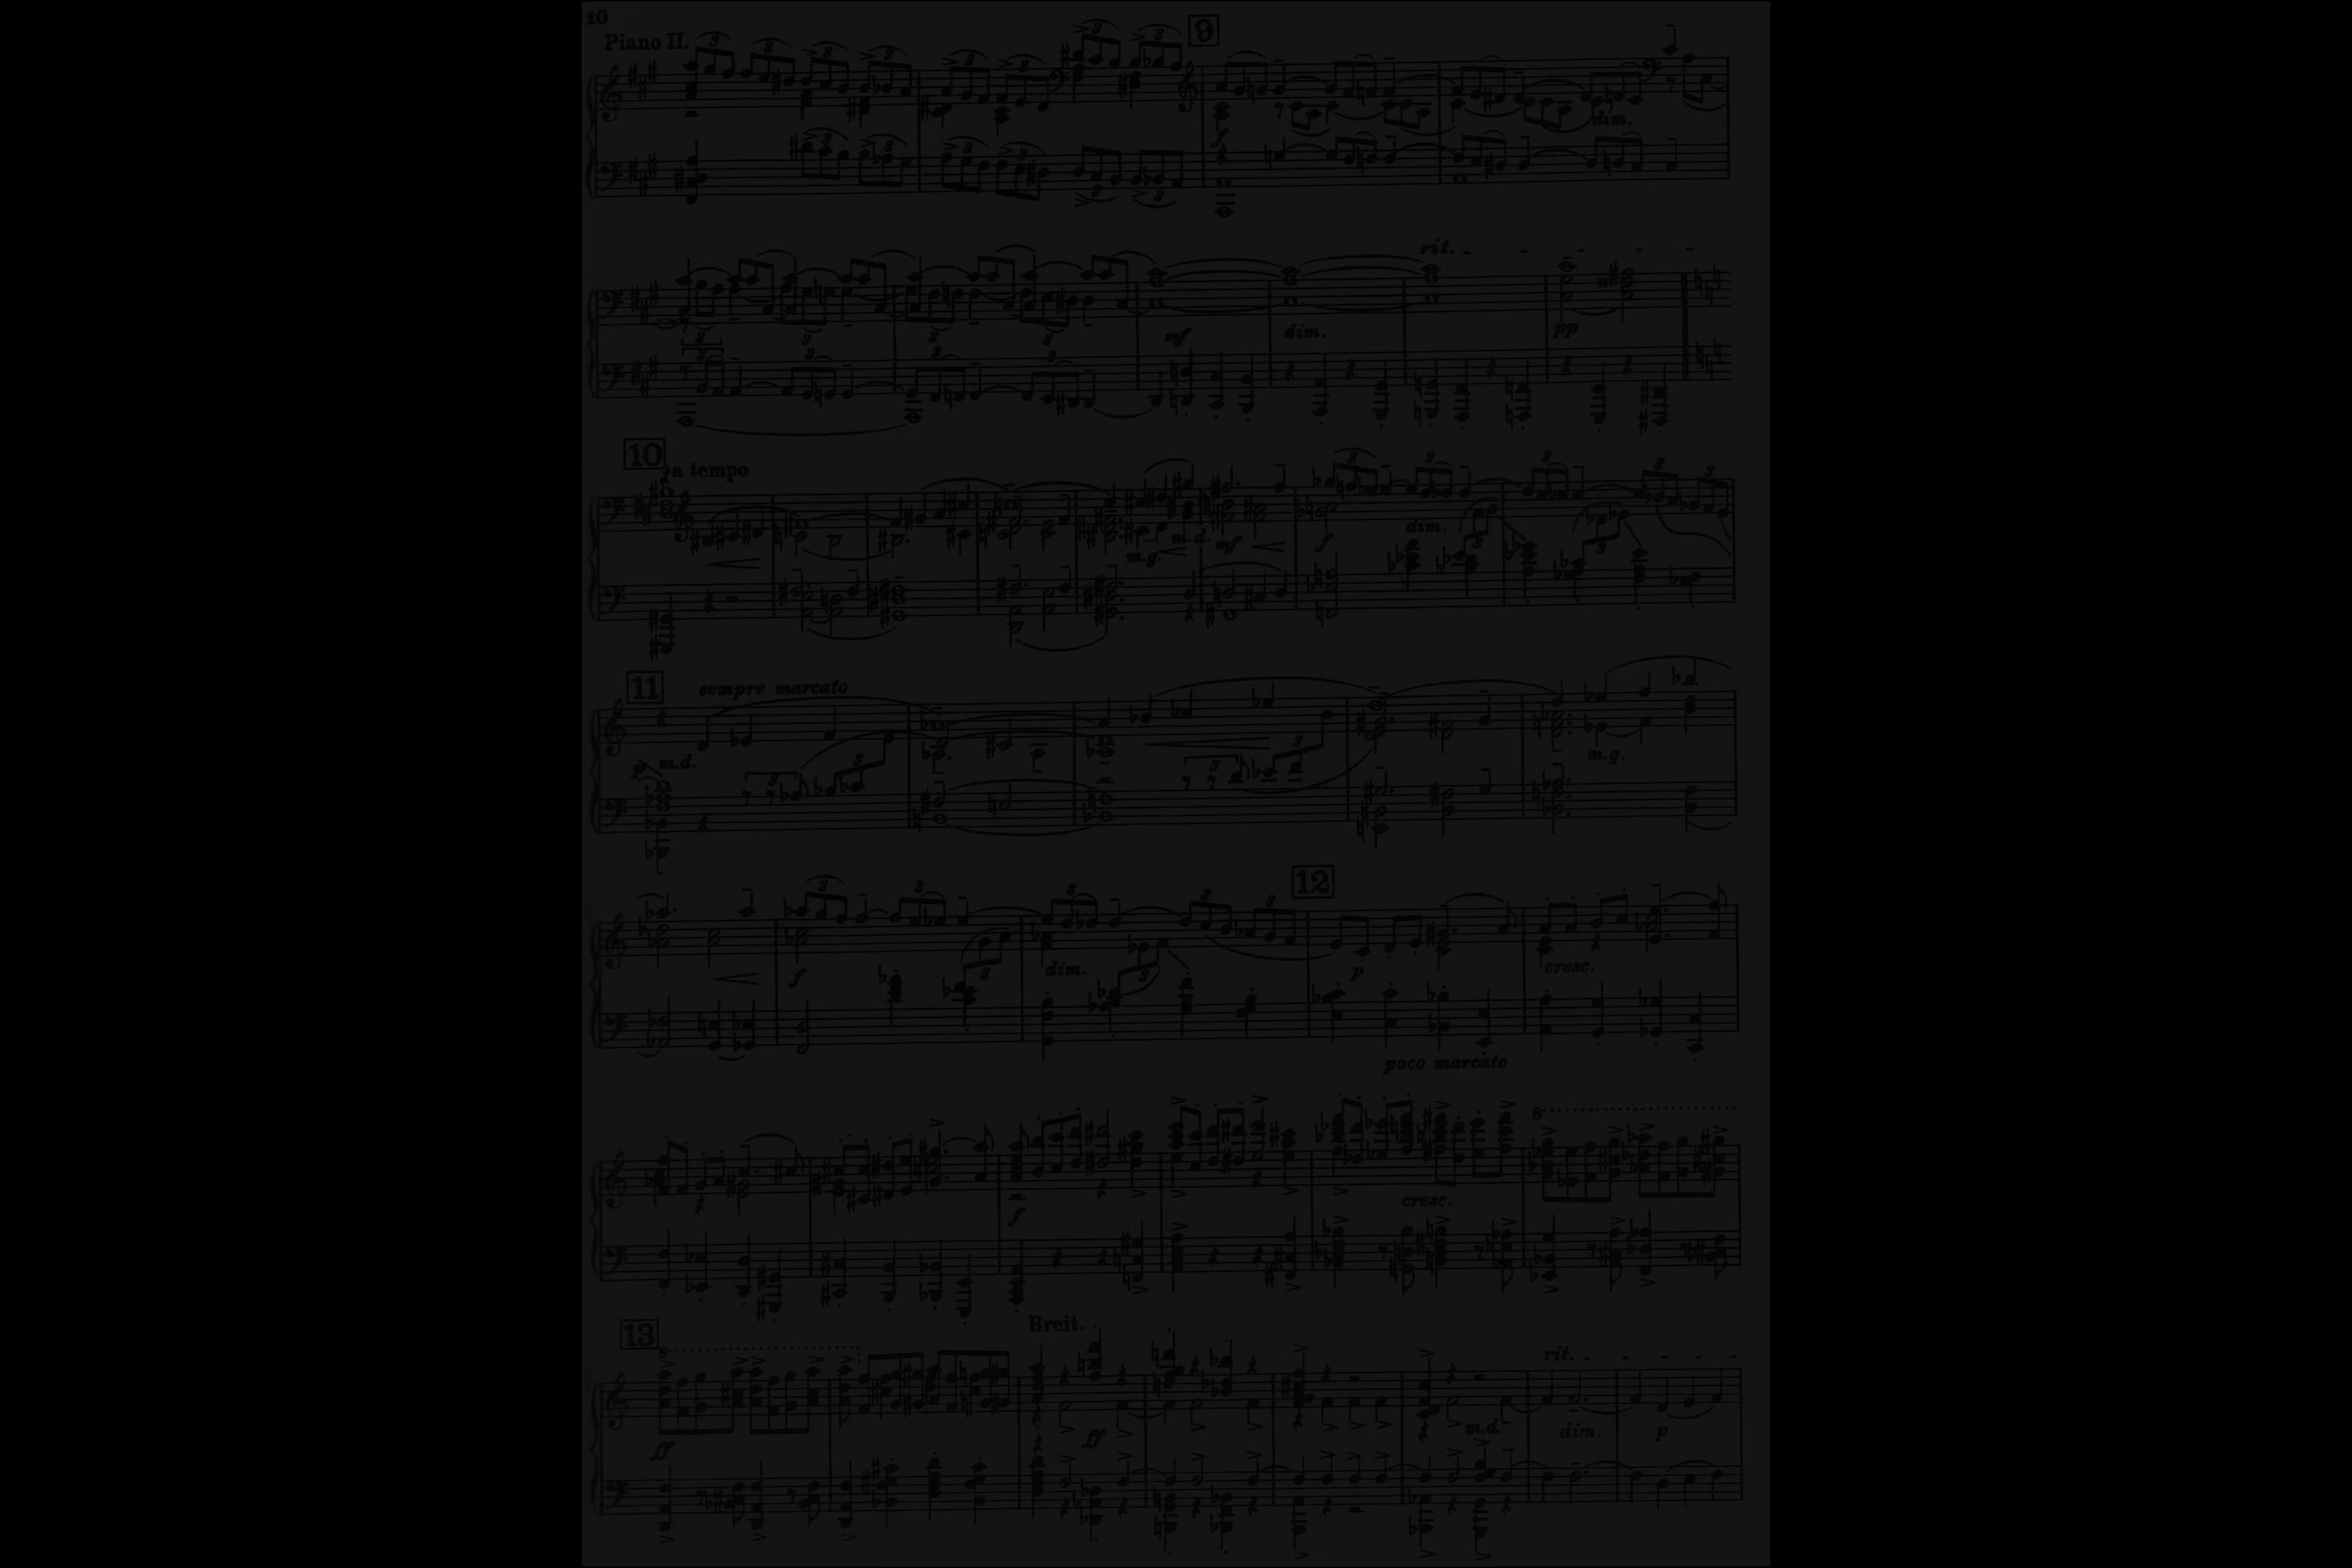 10
Piano II.
9
f
dim.
rit.
mf
dim.
pp
10
a tempo
m.g.
m.d.
mf
f
dim.
11
sempre marcato
p
m.d.
m.g.
12
f
dim.
p
cresc.
poco marcato
f
cresc.
8
13
8
Breit.
rit.
ff
ff
m.d.
dim.
p